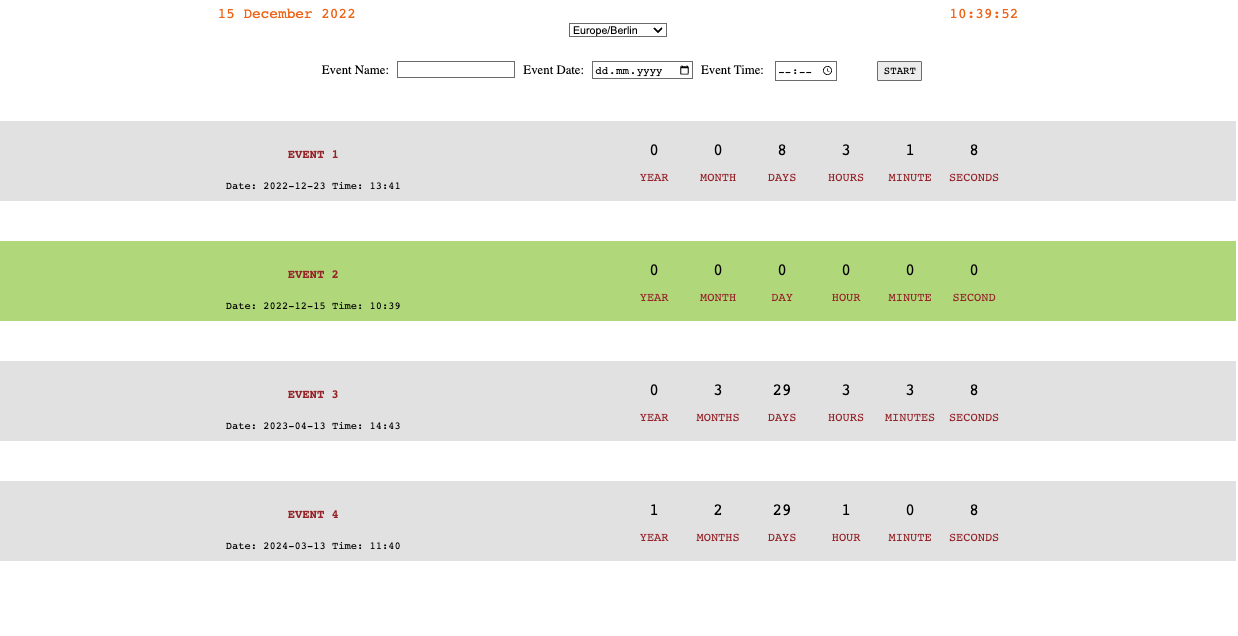 15 December 2022 10:39:52
Europe/Berlin
Event Name: Event Date: dd.mm.yyyy Event Time: --:-- START
0 0 8 3 1 8
EVENT 1
YEAR MONTH DAYS HOURS MINUTE SECONDS
Date: 2022-12-23 Time: 13:41
0 0 0 0 0 0
EVENT 2
YEAR MONTH DAY HOUR MINUTE SECOND
Date: 2022-12-15 Time: 10:39
0 3 29 3 3 8
EVENT 3
YEAR MONTHS DAYS HOURS MINUTES SECONDS
Date: 2023-04-13 Time: 14:43
1 2 29 1 0 8
EVENT 4
YEAR MONTHS DAYS HOUR MINUTE SECONDS
Date: 2024-03-13 Time: 11:40